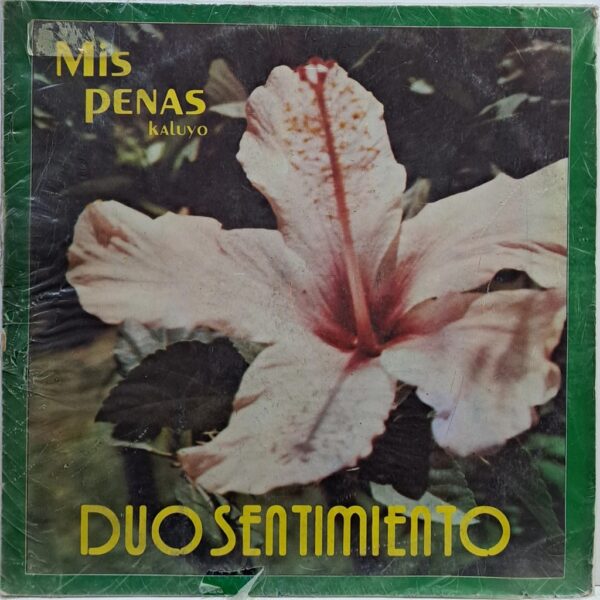 Mis
PENAS
Kaluyo
DUO SENTIMIENTO